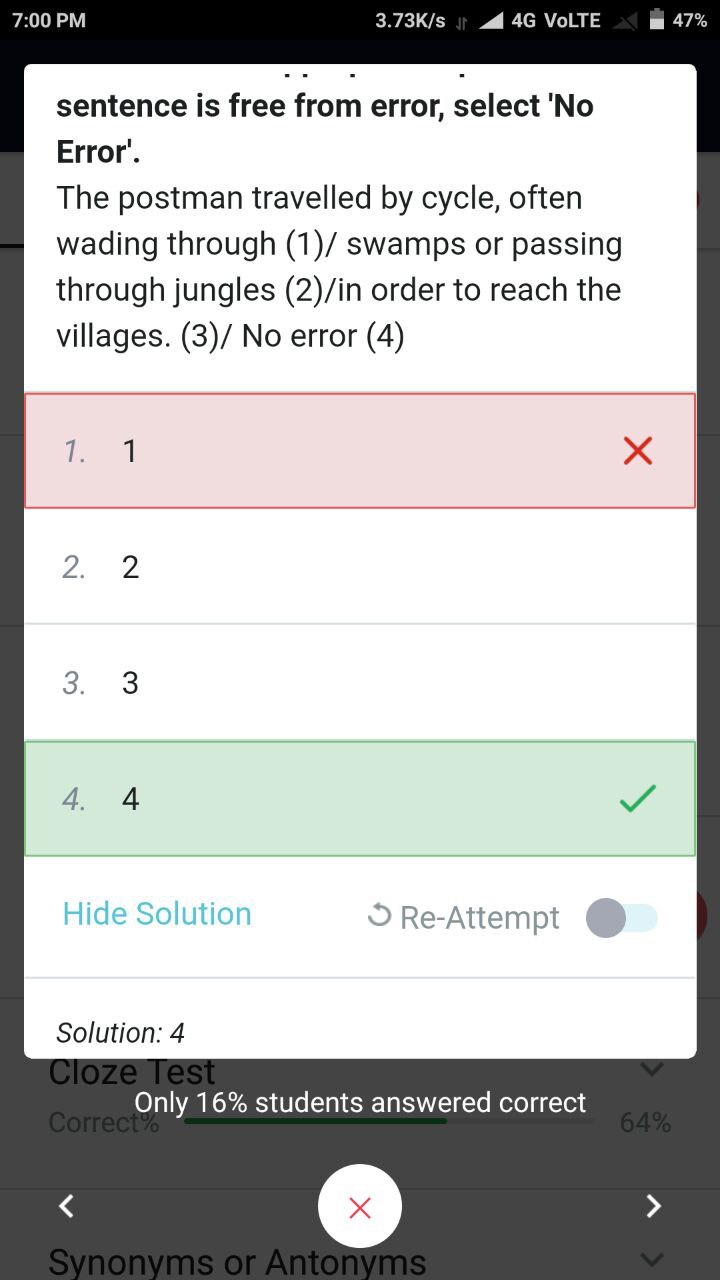 7:00 PM 3.73K/s 4G VoLTE 47%
sentence is free from error, select 'No
Error'.
The postman travelled by cycle, often
wading through (1)/ swamps or passing
through jungles (2)/in order to reach the
villages. (3)/ No error (4)
1. 1
2. 2
3. 3
4. 4
Hide Solution Re-Attempt
Solution: 4
Cloze Test
Only 16% students answered correct
Correct% 64%
Synonyms or Antonyms